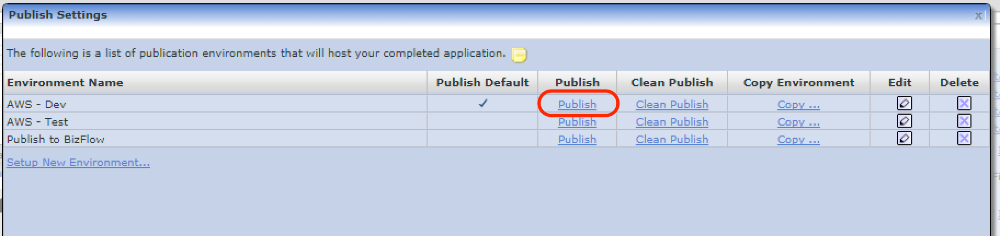 Publish Settings
x
The following is a list of publication environments that will host your completed application.
Environment Name Publish Default Publish Clean Publish Copy Environment Edit Delete
AWS - Dev ✓ Publish Clean Publish Copy ...
AWS - Test Publish Clean Publish Copy ...
Publish to BizFlow Publish Clean Publish Copy ...
Setup New Environment...